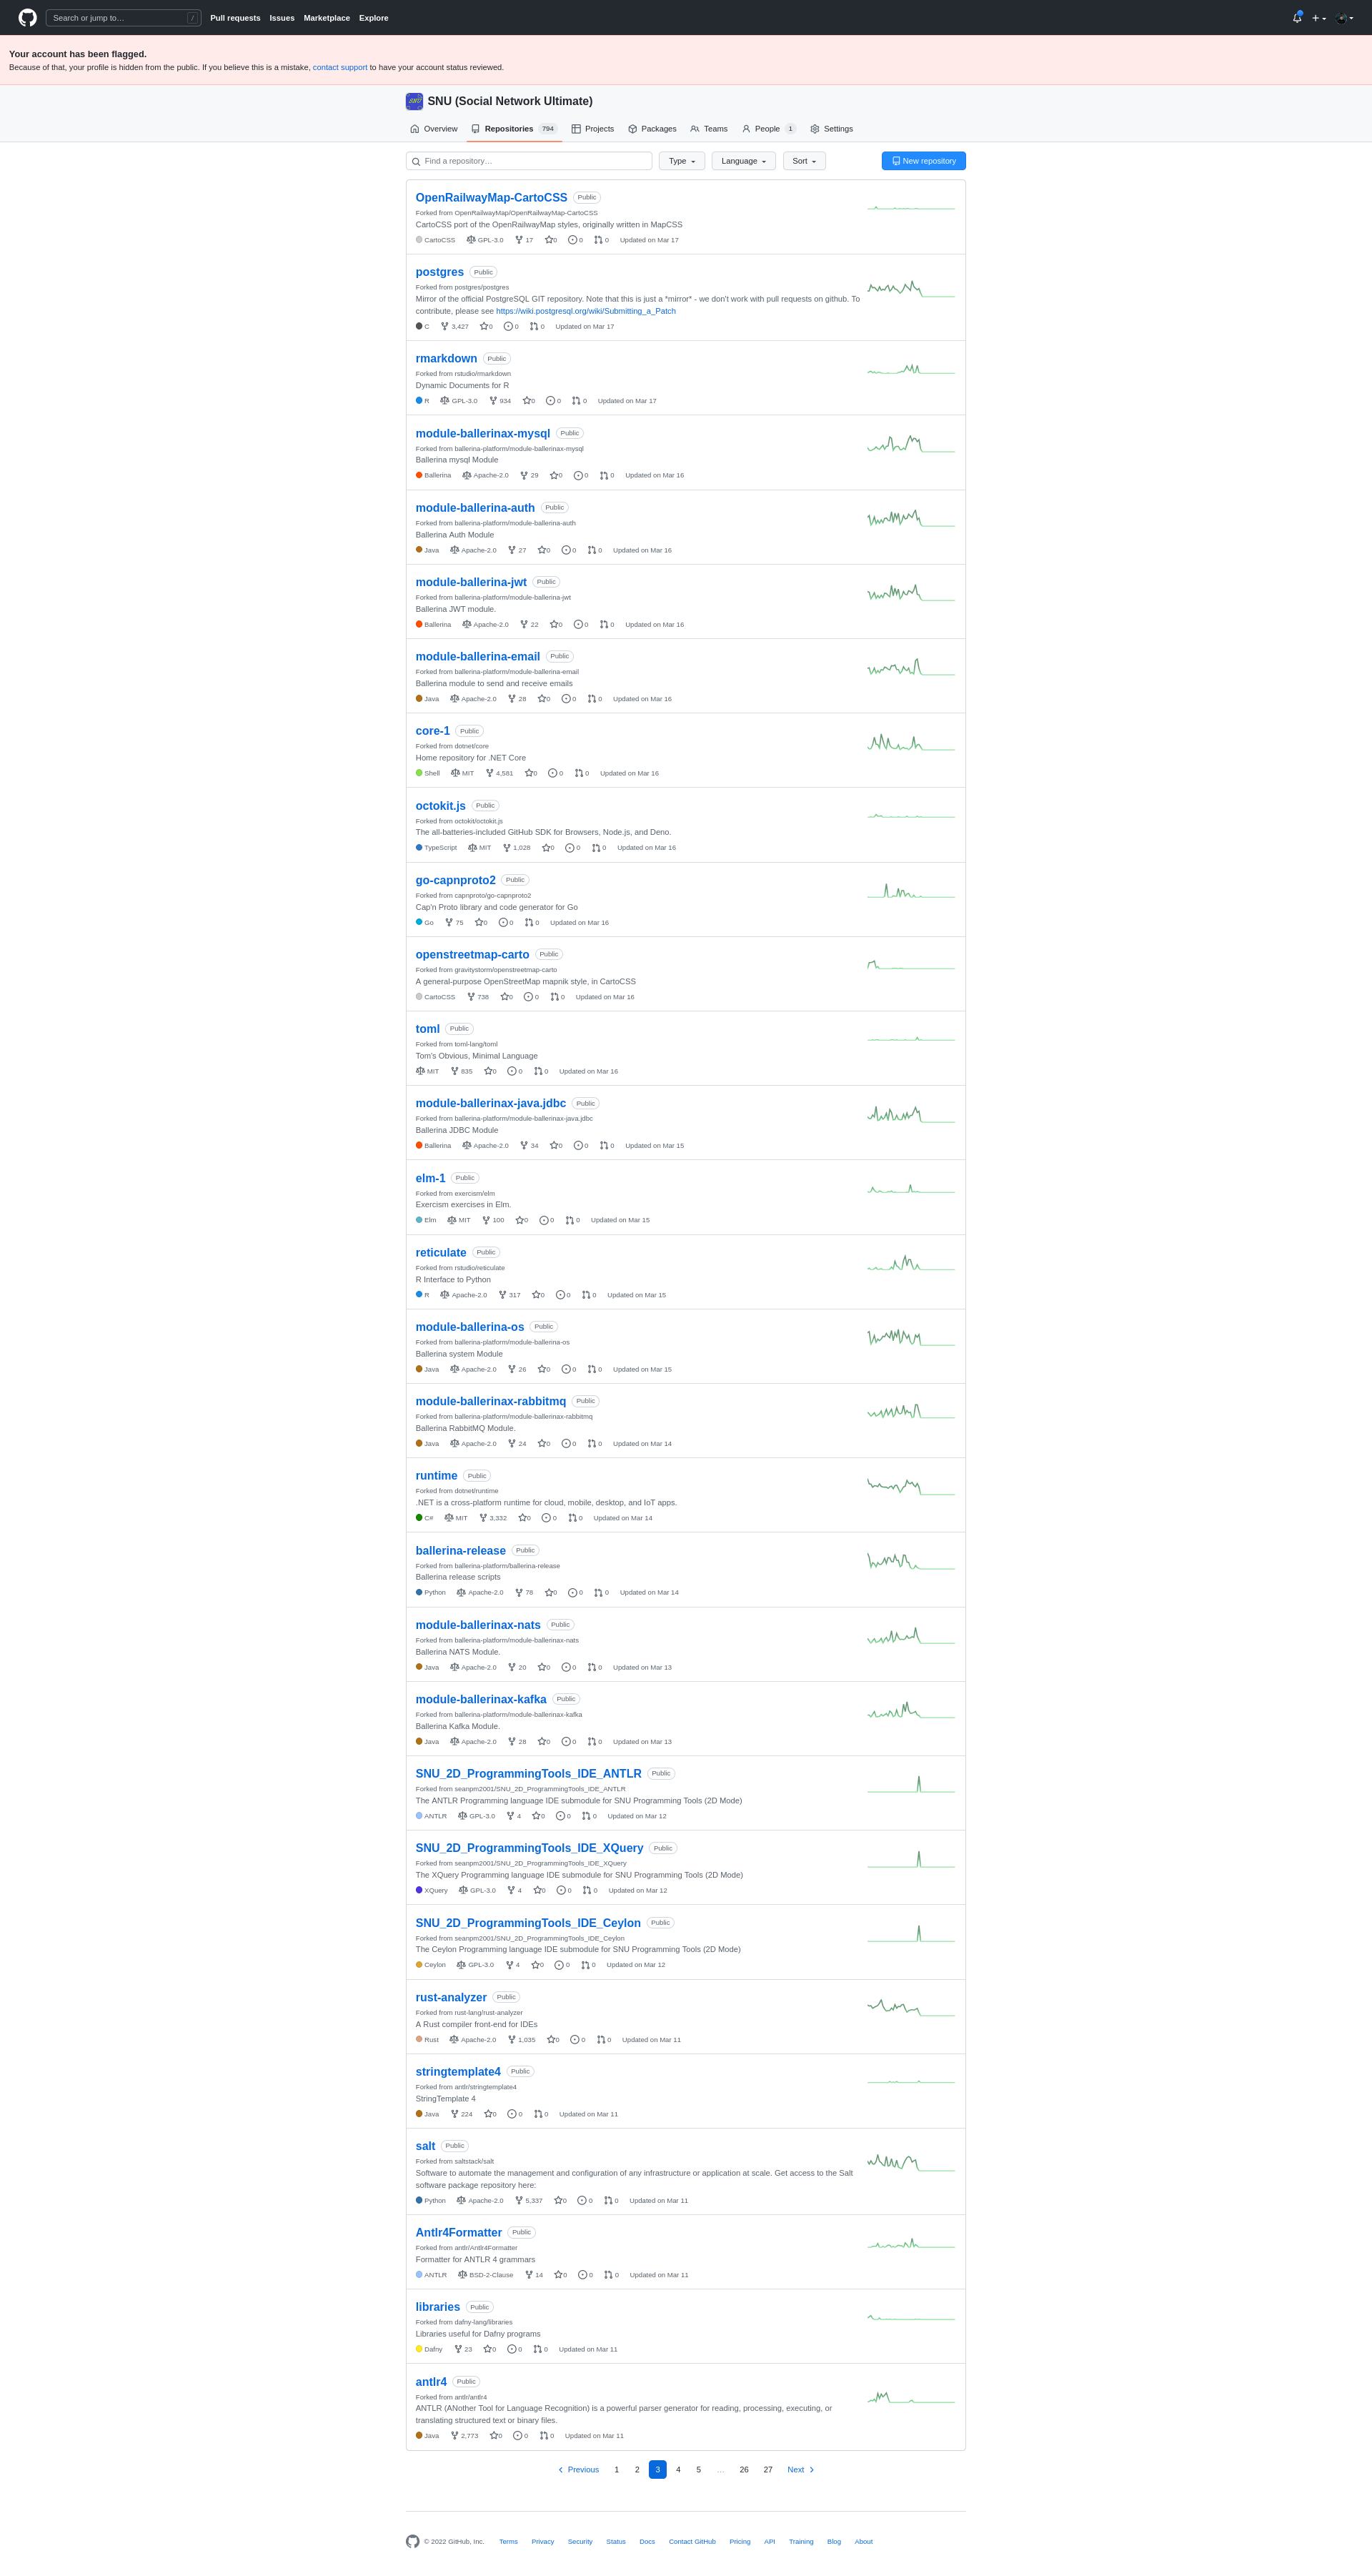 Search or jump to… /
Pull requests Issues Marketplace Explore
Your account has been flagged.
Because of that, your profile is hidden from the public. If you believe this is a mistake, contact support to have your account status reviewed.
SNU (Social Network Ultimate)
Overview Repositories 794 Projects Packages Teams People 1 Settings
Find a repository… Type Language Sort New repository
OpenRailwayMap-CartoCSS Public
Forked from OpenRailwayMap/OpenRailwayMap-CartoCSS
CartoCSS port of the OpenRailwayMap styles, originally written in MapCSS
CartoCSS GPL-3.0 17 0 0 0 Updated on Mar 17
postgres Public
Forked from postgres/postgres
Mirror of the official PostgreSQL GIT repository. Note that this is just a *mirror* - we don't work with pull requests on github. To
contribute, please see https://wiki.postgresql.org/wiki/Submitting_a_Patch
C 3,427 0 0 0 Updated on Mar 17
rmarkdown Public
Forked from rstudio/rmarkdown
Dynamic Documents for R
R GPL-3.0 934 0 0 0 Updated on Mar 17
module-ballerinax-mysql Public
Forked from ballerina-platform/module-ballerinax-mysql
Ballerina mysql Module
Ballerina Apache-2.0 29 0 0 0 Updated on Mar 16
module-ballerina-auth Public
Forked from ballerina-platform/module-ballerina-auth
Ballerina Auth Module
Java Apache-2.0 27 0 0 0 Updated on Mar 16
module-ballerina-jwt Public
Forked from ballerina-platform/module-ballerina-jwt
Ballerina JWT module.
Ballerina Apache-2.0 22 0 0 0 Updated on Mar 16
module-ballerina-email Public
Forked from ballerina-platform/module-ballerina-email
Ballerina module to send and receive emails
Java Apache-2.0 28 0 0 0 Updated on Mar 16
core-1 Public
Forked from dotnet/core
Home repository for .NET Core
Shell MIT 4,581 0 0 0 Updated on Mar 16
octokit.js Public
Forked from octokit/octokit.js
The all-batteries-included GitHub SDK for Browsers, Node.js, and Deno.
TypeScript MIT 1,028 0 0 0 Updated on Mar 16
go-capnproto2 Public
Forked from capnproto/go-capnproto2
Cap'n Proto library and code generator for Go
Go 75 0 0 0 Updated on Mar 16
openstreetmap-carto Public
Forked from gravitystorm/openstreetmap-carto
A general-purpose OpenStreetMap mapnik style, in CartoCSS
CartoCSS 738 0 0 0 Updated on Mar 16
toml Public
Forked from toml-lang/toml
Tom's Obvious, Minimal Language
MIT 835 0 0 0 Updated on Mar 16
module-ballerinax-java.jdbc Public
Forked from ballerina-platform/module-ballerinax-java.jdbc
Ballerina JDBC Module
Ballerina Apache-2.0 34 0 0 0 Updated on Mar 15
elm-1 Public
Forked from exercism/elm
Exercism exercises in Elm.
Elm MIT 100 0 0 0 Updated on Mar 15
reticulate Public
Forked from rstudio/reticulate
R Interface to Python
R Apache-2.0 317 0 0 0 Updated on Mar 15
module-ballerina-os Public
Forked from ballerina-platform/module-ballerina-os
Ballerina system Module
Java Apache-2.0 26 0 0 0 Updated on Mar 15
module-ballerinax-rabbitmq Public
Forked from ballerina-platform/module-ballerinax-rabbitmq
Ballerina RabbitMQ Module.
Java Apache-2.0 24 0 0 0 Updated on Mar 14
runtime Public
Forked from dotnet/runtime
.NET is a cross-platform runtime for cloud, mobile, desktop, and IoT apps.
C# MIT 3,332 0 0 0 Updated on Mar 14
ballerina-release Public
Forked from ballerina-platform/ballerina-release
Ballerina release scripts
Python Apache-2.0 78 0 0 0 Updated on Mar 14
module-ballerinax-nats Public
Forked from ballerina-platform/module-ballerinax-nats
Ballerina NATS Module.
Java Apache-2.0 20 0 0 0 Updated on Mar 13
module-ballerinax-kafka Public
Forked from ballerina-platform/module-ballerinax-kafka
Ballerina Kafka Module.
Java Apache-2.0 28 0 0 0 Updated on Mar 13
SNU_2D_ProgrammingTools_IDE_ANTLR Public
Forked from seanpm2001/SNU_2D_ProgrammingTools_IDE_ANTLR
The ANTLR Programming language IDE submodule for SNU Programming Tools (2D Mode)
ANTLR GPL-3.0 4 0 0 0 Updated on Mar 12
SNU_2D_ProgrammingTools_IDE_XQuery Public
Forked from seanpm2001/SNU_2D_ProgrammingTools_IDE_XQuery
The XQuery Programming language IDE submodule for SNU Programming Tools (2D Mode)
XQuery GPL-3.0 4 0 0 0 Updated on Mar 12
SNU_2D_ProgrammingTools_IDE_Ceylon Public
Forked from seanpm2001/SNU_2D_ProgrammingTools_IDE_Ceylon
The Ceylon Programming language IDE submodule for SNU Programming Tools (2D Mode)
Ceylon GPL-3.0 4 0 0 0 Updated on Mar 12
rust-analyzer Public
Forked from rust-lang/rust-analyzer
A Rust compiler front-end for IDEs
Rust Apache-2.0 1,035 0 0 0 Updated on Mar 11
stringtemplate4 Public
Forked from antlr/stringtemplate4
StringTemplate 4
Java 224 0 0 0 Updated on Mar 11
salt Public
Forked from saltstack/salt
Software to automate the management and configuration of any infrastructure or application at scale. Get access to the Salt
software package repository here:
Python Apache-2.0 5,337 0 0 0 Updated on Mar 11
Antlr4Formatter Public
Forked from antlr/Antlr4Formatter
Formatter for ANTLR 4 grammars
ANTLR BSD-2-Clause 14 0 0 0 Updated on Mar 11
libraries Public
Forked from dafny-lang/libraries
Libraries useful for Dafny programs
Dafny 23 0 0 0 Updated on Mar 11
antlr4 Public
Forked from antlr/antlr4
ANTLR (ANother Tool for Language Recognition) is a powerful parser generator for reading, processing, executing, or
translating structured text or binary files.
Java 2,773 0 0 0 Updated on Mar 11
Previous 1 2 3 4 5 … 26 27 Next
© 2022 GitHub, Inc. Terms Privacy Security Status Docs Contact GitHub Pricing API Training Blog About